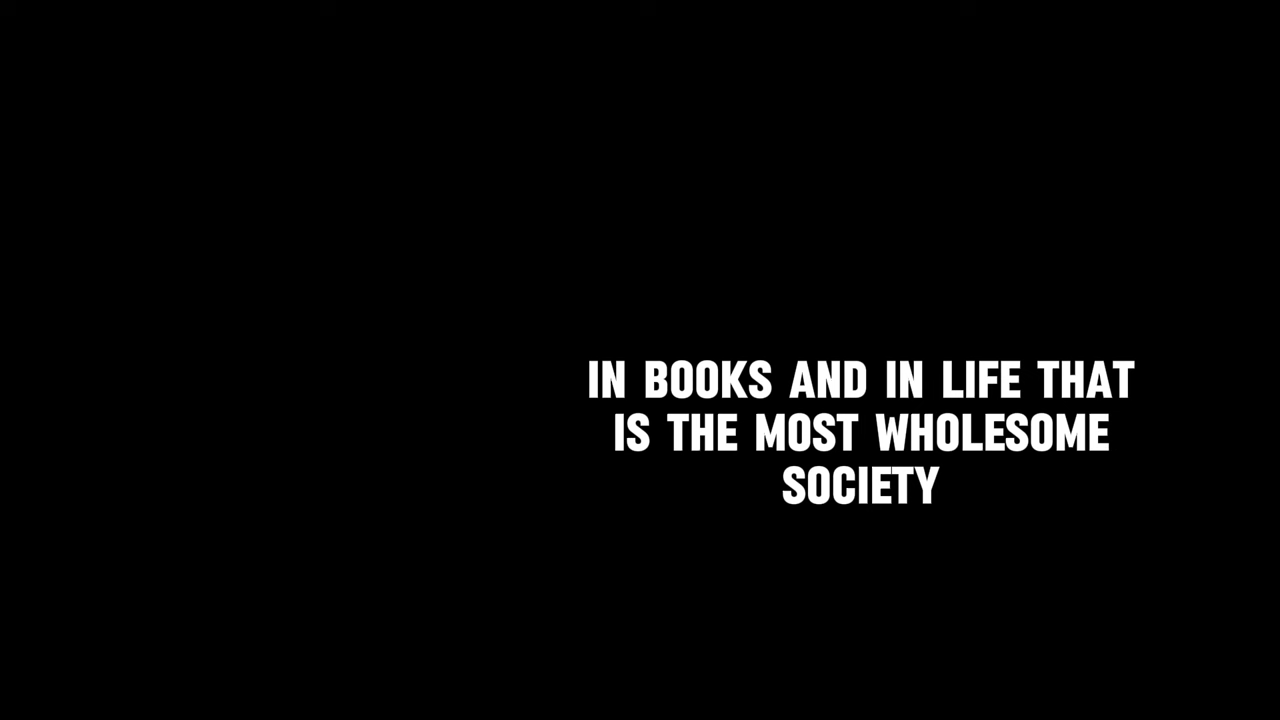 IN BOOKS AND IN LIFE THAT
IS THE MOST WHOLESOME
SOCIETY